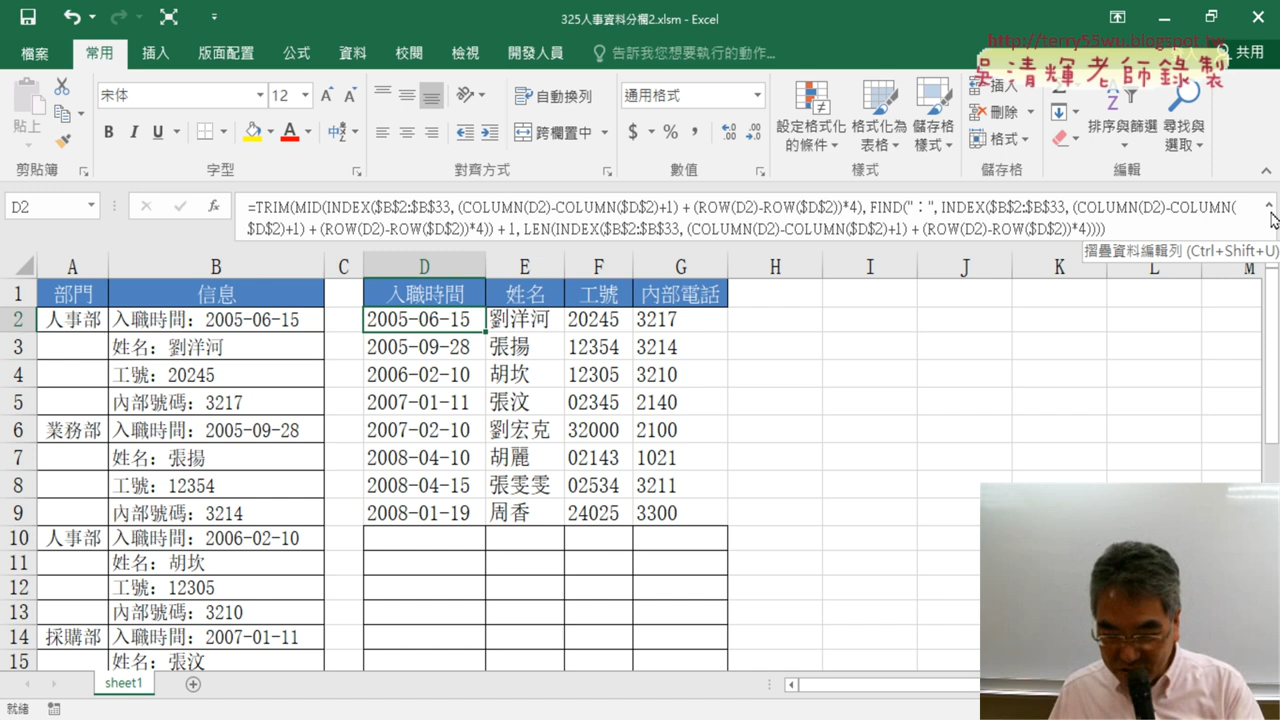 325人事資料分欄2.xlsm - Excel
http://terry55wu.blogspot.tw
吳清輝老師錄製
檔案 常用 插入 版面配置 公式 資料 校閱 檢視 開發人員 告訴我您想要執行的動作... 共用
貼上 宋体 12 自動換列 通用格式 設定格式化的條件 格式化為表格 儲存格樣式 插入 刪除 格式 排序與篩選 尋找與選取
B I U 中 跨欄置中 $ % ,
剪貼簿 字型 對齊方式 數值 樣式 儲存格 編輯
D2 fx =TRIM(MID(INDEX($B$2:$B$33, (COLUMN(D2)-COLUMN($D$2)+1) + (ROW(D2)-ROW($D$2))*4), FIND("：", INDEX($B$2:$B$33, (COLUMN(D2)-COLUMN(
$D$2)+1) + (ROW(D2)-ROW($D$2))*4)) + 1, LEN(INDEX($B$2:$B$33, (COLUMN(D2)-COLUMN($D$2)+1) + (ROW(D2)-ROW($D$2))*4))))
摺疊資料編輯列 (Ctrl+Shift+U)
A B C D E F G H I J K L M
1 部門 信息 入職時間 姓名 工號 內部電話
2 人事部 入職時間：2005-06-15 2005-06-15 劉洋河 20245 3217
3 姓名：劉洋河 2005-09-28 張揚 12354 3214
4 工號：20245 2006-02-10 胡坎 12305 3210
5 內部號碼：3217 2007-01-11 張汶 02345 2140
6 業務部 入職時間：2005-09-28 2007-02-10 劉宏克 32000 2100
7 姓名：張揚 2008-04-10 胡麗 02143 1021
8 工號：12354 2008-04-15 張雯雯 02534 3211
9 內部號碼：3214 2008-01-19 周香 24025 3300
10 人事部 入職時間：2006-02-10
11 姓名：胡坎
12 工號：12305
13 內部號碼：3210
14 採購部 入職時間：2007-01-11
15 姓名：張汶
sheet1
就緒